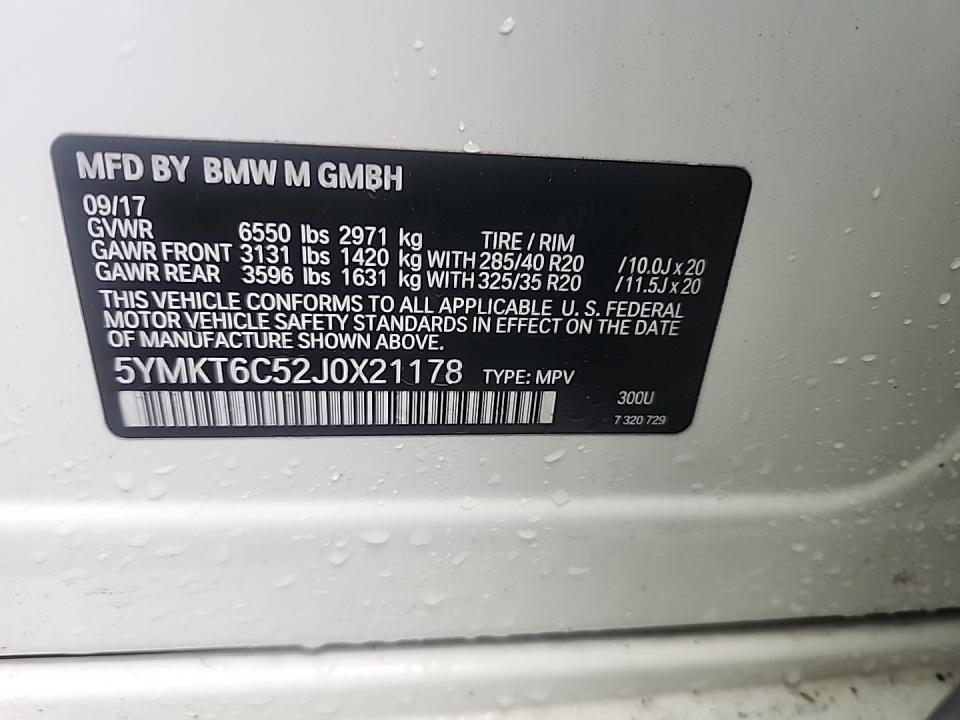 MFD BY BMW M GMBH
09/17
GVWR 6550 lbs 2971 kg TIRE / RIM
GAWR FRONT 3131 lbs 1420 kg WITH 285/40 R20 /10.0J x 20
GAWR REAR 3596 lbs 1631 kg WITH 325/35 R20 /11.5J x 20
THIS VEHICLE CONFORMS TO ALL APPLICABLE U. S. FEDERAL
MOTOR VEHICLE SAFETY STANDARDS IN EFFECT ON THE DATE
OF MANUFACTURE SHOWN ABOVE.
5YMKT6C52J0X21178 TYPE: MPV
300U
7 320 729